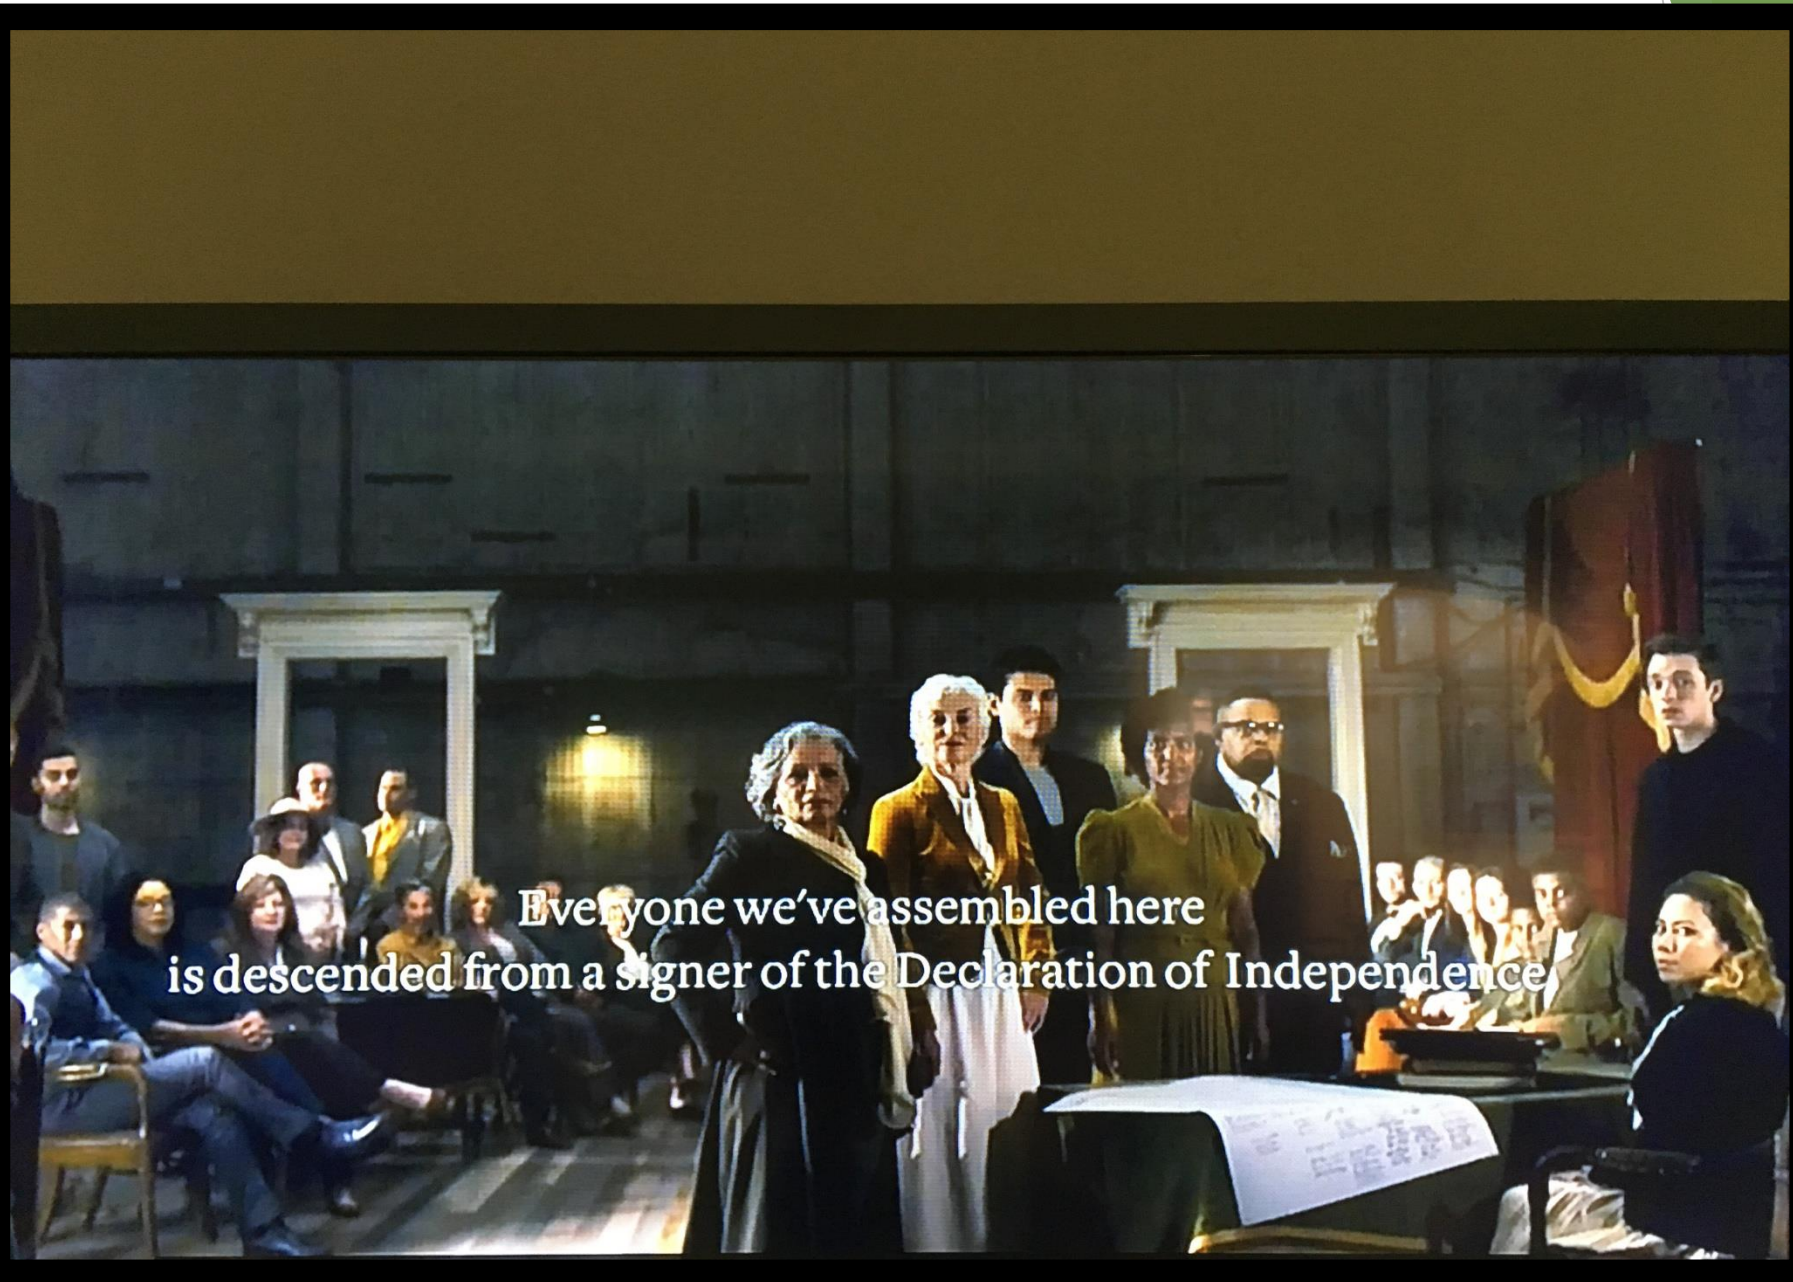 Everyone we've assembled here
is descended from a signer of the Declaration of Independence